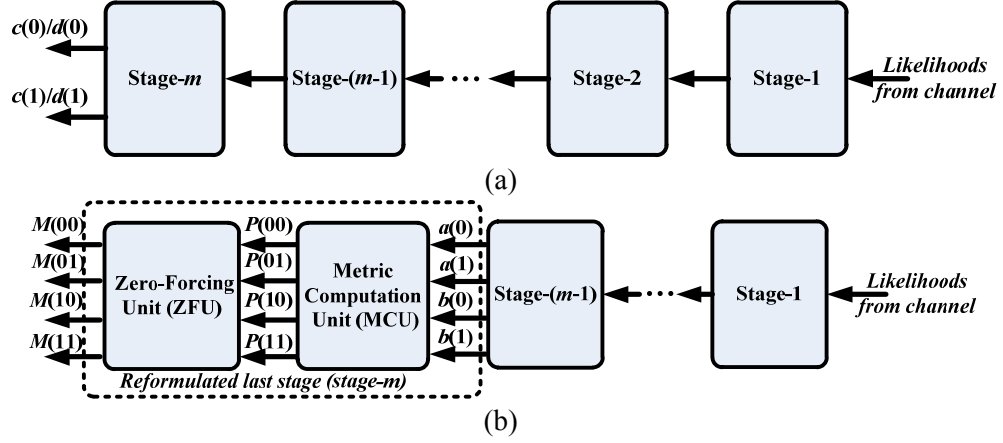 c(0)/d(0)
c(1)/d(1)
Stage-m
Stage-(m-1)
...
Stage-2
Stage-1
Likelihoods
from channel
(a)
M(00)
M(01)
M(10)
M(11)
Zero-Forcing
Unit (ZFU)
P(00)
P(01)
P(10)
P(11)
Metric
Computation
Unit (MCU)
a(0)
a(1)
b(0)
b(1)
Stage-(m-1)
...
Stage-1
Likelihoods
from channel
Reformulated last stage (stage-m)
(b)